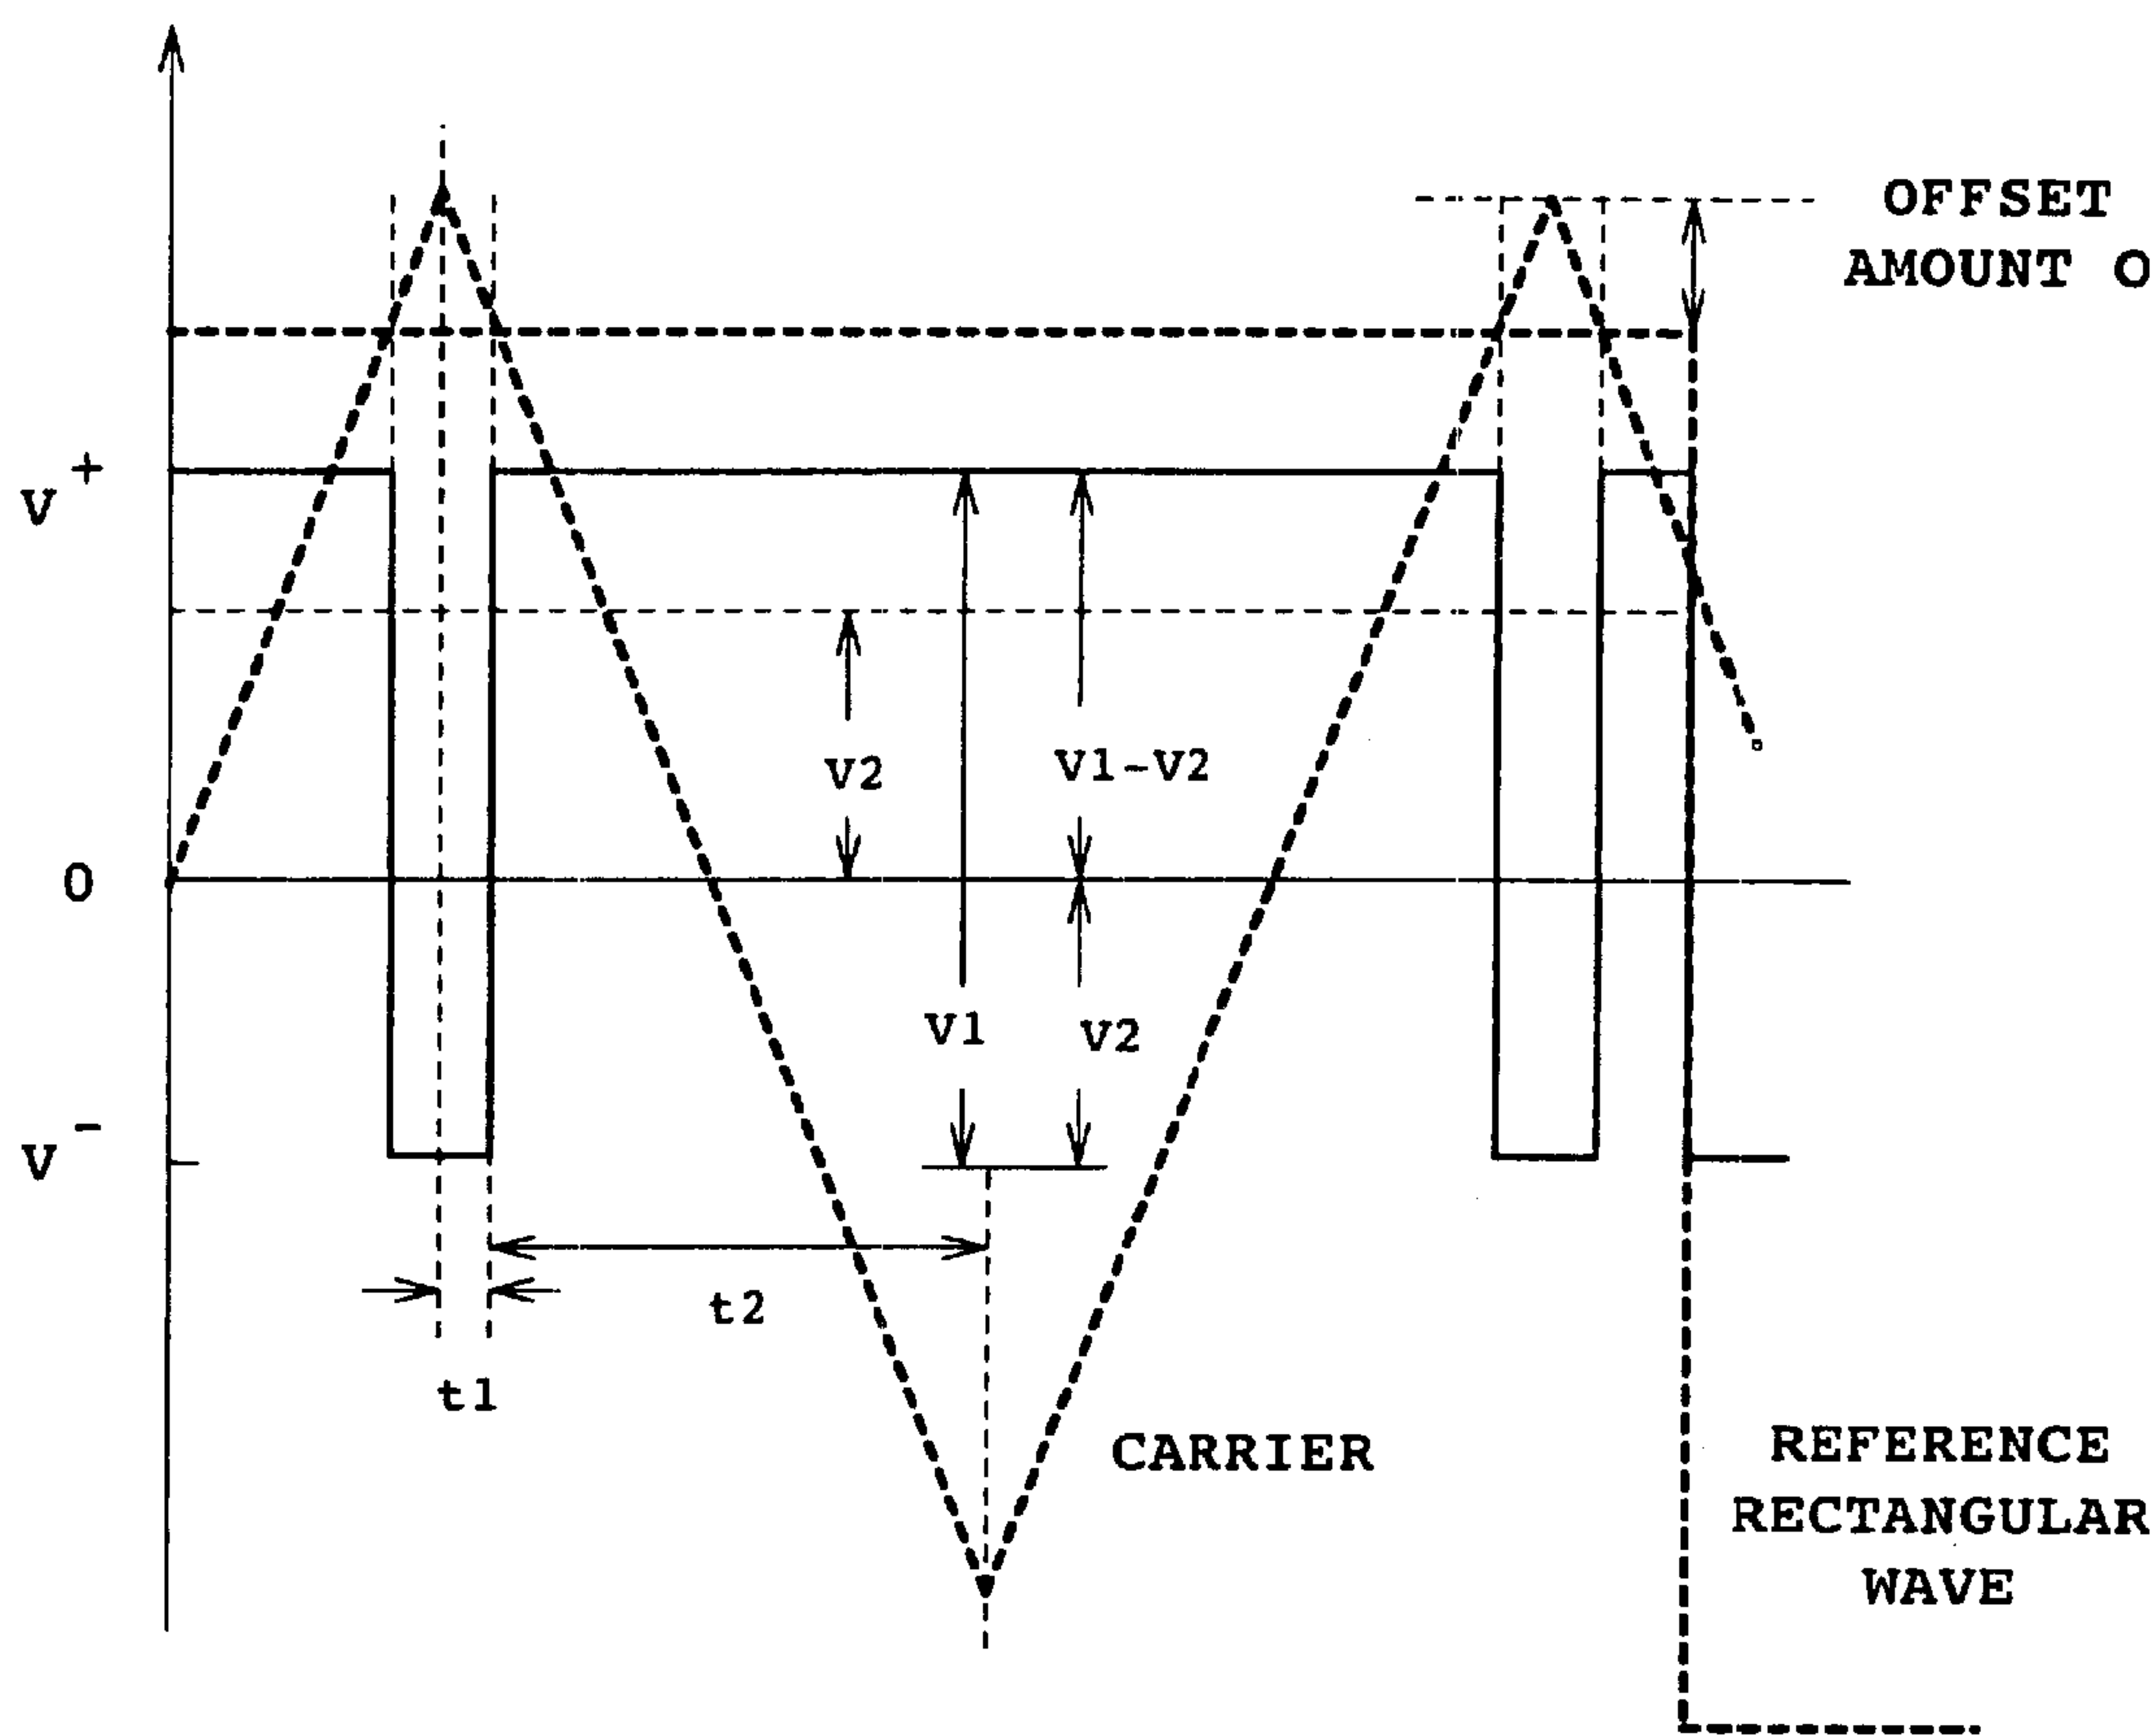 OFFSET
AMOUNT O
V+
V2
V1-V2
0
V1
V2
V-
t2
t1
CARRIER
REFERENCE
RECTANGULAR
WAVE